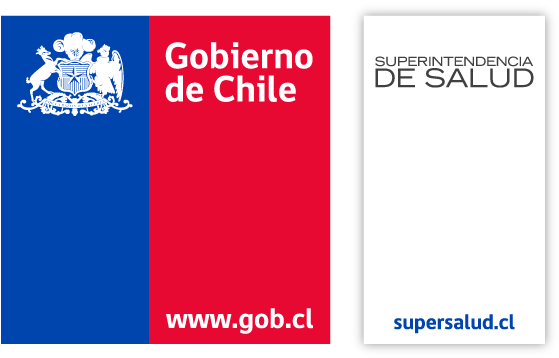 Gobierno
de Chile
www.gob.cl
SUPERINTENDENCIA
DE SALUD
supersalud.cl